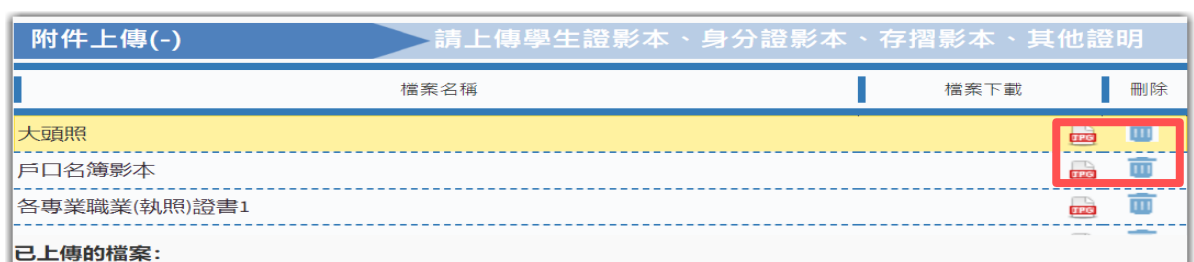 附件上傳(-) 請上傳學生證影本、身分證影本、存摺影本、其他證明
檔案名稱 檔案下載 刪除
大頭照 JPG
戶口名簿影本 JPG
各專業職業(執照)證書1 JPG
已上傳的檔案: